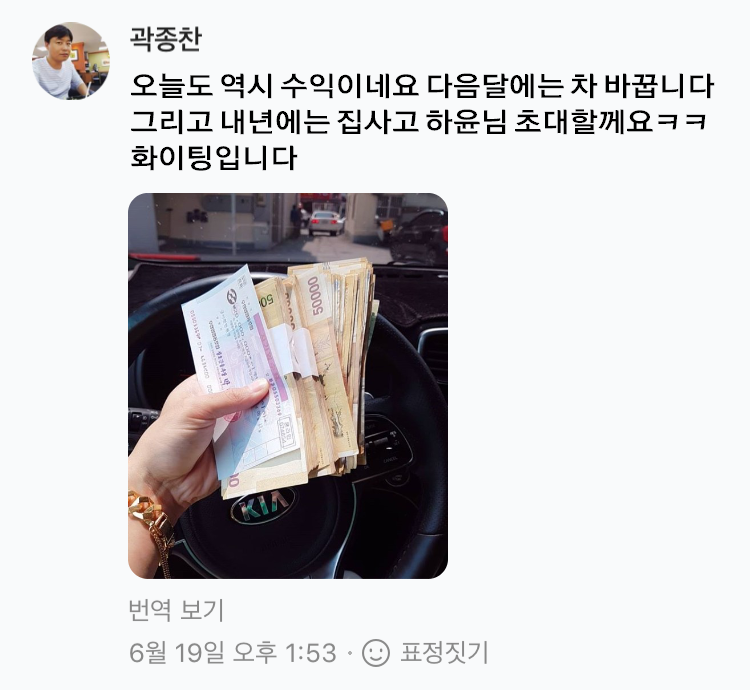 곽종찬
오늘도 역시 수익이네요 다음달에는 차 바꿉니다
그리고 내년에는 집사고 하윤님 초대할께요ㅋㅋ
화이팅입니다
50000
KIA
번역 보기
6월 19일 오후 1:53 · 표정짓기